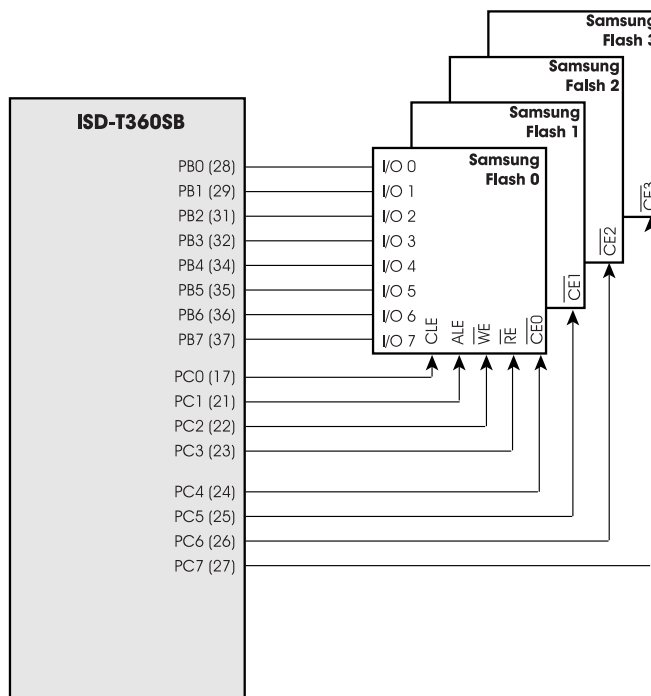 Samsung
Flash 3
Samsung
Falsh 2
Samsung
Flash 1
Samsung
Flash 0
ISD-T360SB
PB0 (28)
PB1 (29)
PB2 (31)
PB3 (32)
PB4 (34)
PB5 (35)
PB6 (36)
PB7 (37)
PC0 (17)
PC1 (21)
PC2 (22)
PC3 (23)
PC4 (24)
PC5 (25)
PC6 (26)
PC7 (27)
I/O 0
I/O 1
I/O 2
I/O 3
I/O 4
I/O 5
I/O 6
I/O 7
CLE
ALE
WE
RE
CE0
CE1
CE2
CE3